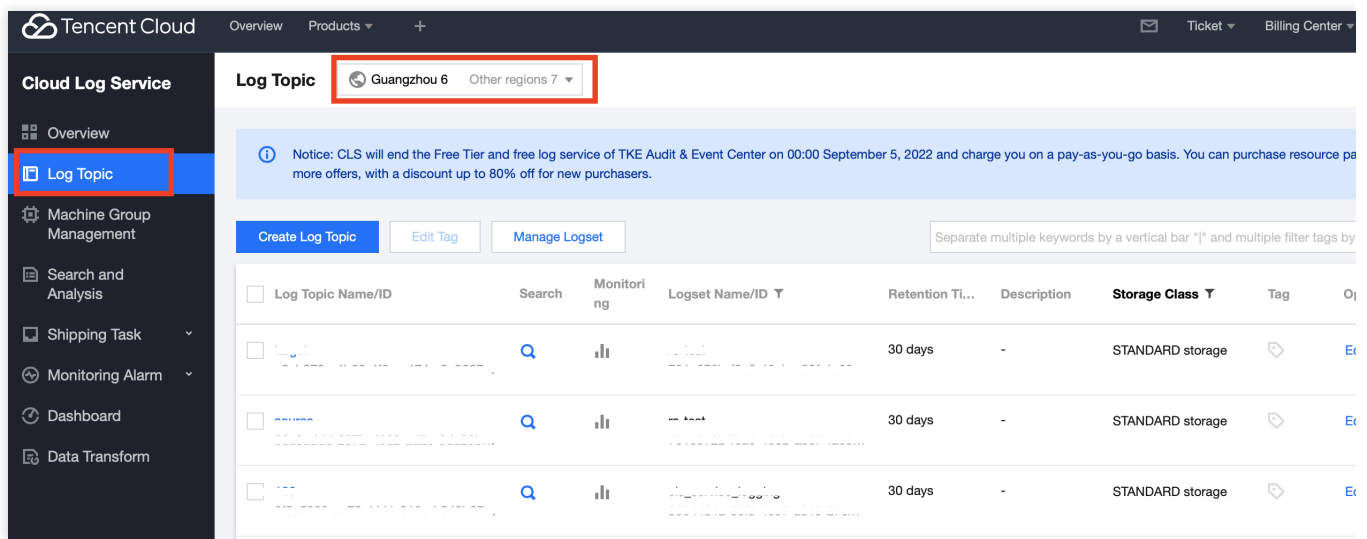 Tencent Cloud
Overview
Products
+
Ticket
Billing Center
Cloud Log Service
Log Topic
Guangzhou 6
Other regions 7
Overview
Log Topic
Machine Group
Management
Search and
Analysis
Shipping Task
Monitoring Alarm
Dashboard
Data Transform
Notice: CLS will end the Free Tier and free log service of TKE Audit & Event Center on 00:00 September 5, 2022 and charge you on a pay-as-you-go basis. You can purchase resource pa
more offers, with a discount up to 80% off for new purchasers.
Create Log Topic
Edit Tag
Manage Logset
Separate multiple keywords by a vertical bar "|" and multiple filter tags by
Log Topic Name/ID
Search
Monitori
ng
Logset Name/ID
Retention Ti...
Description
Storage Class
Tag
Op
30 days
-
STANDARD storage
Ec
30 days
-
STANDARD storage
Ec
30 days
-
STANDARD storage
Ec